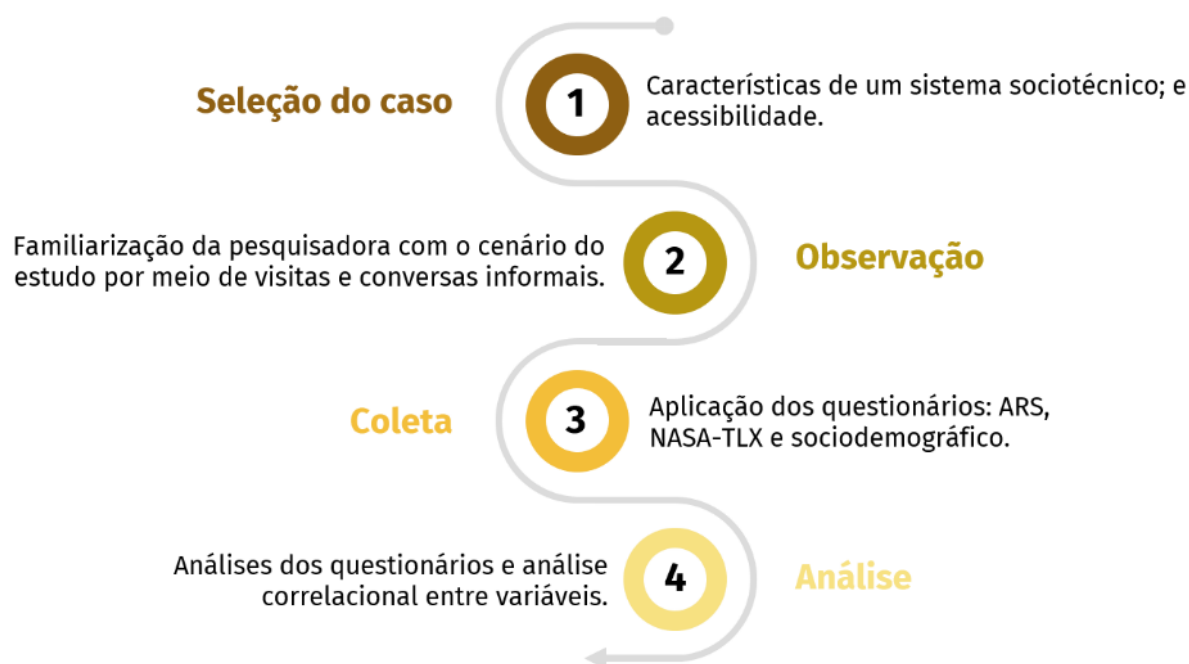 Seleção do caso
1
Características de um sistema sociotécnico; e
acessibilidade.
Familiarização da pesquisadora com o cenário do
estudo por meio de visitas e conversas informais.
2
Observação
Coleta
3
Aplicação dos questionários: ARS,
NASA-TLX e sociodemográfico.
Análises dos questionários e análise
correlacional entre variáveis.
4
Análise